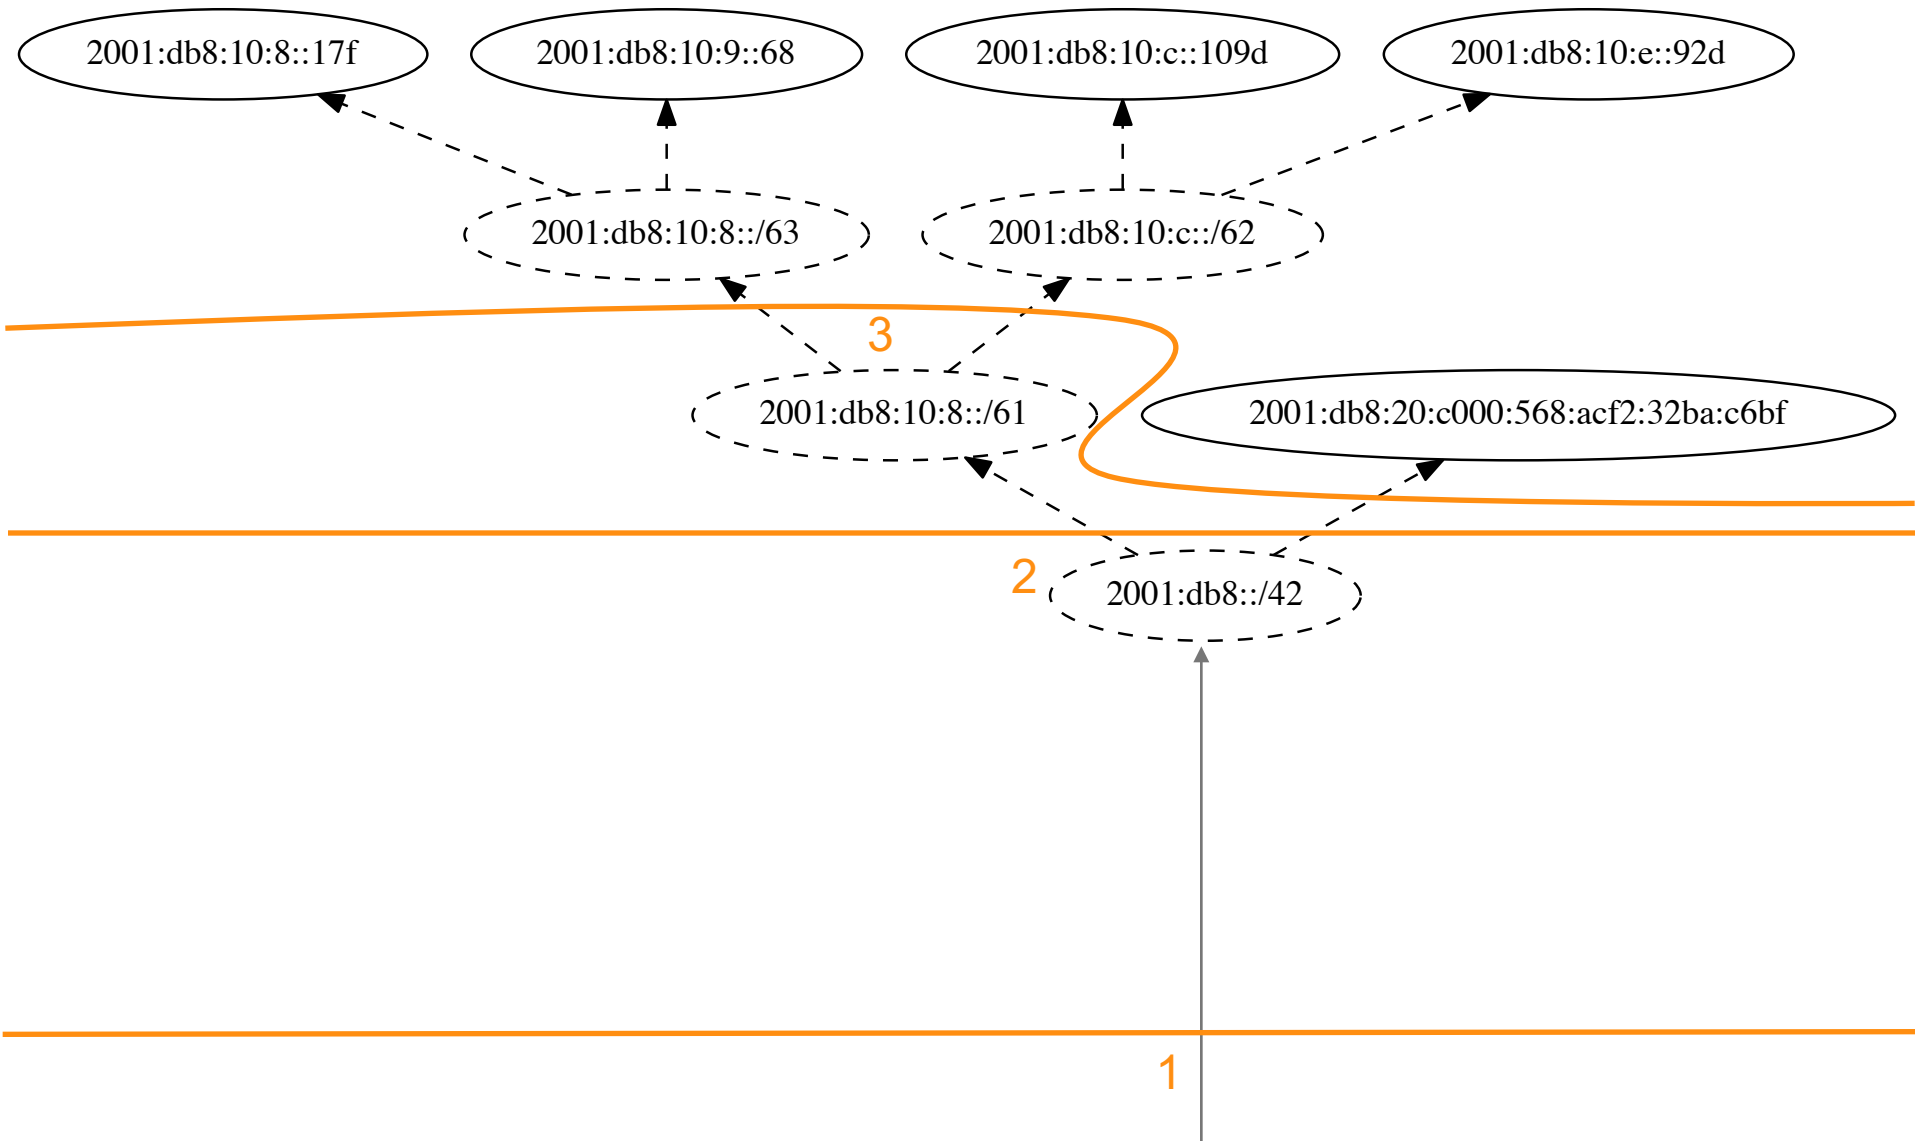 2001:db8:10:8::17f
2001:db8:10:9::68
2001:db8:10:c::109d
2001:db8:10:e::92d
2001:db8:10:8::/63
2001:db8:10:c::/62
3
2001:db8:10:8::/61
2001:db8:20:c000:568:acf2:32ba:c6bf
2
2001:db8::/42
1